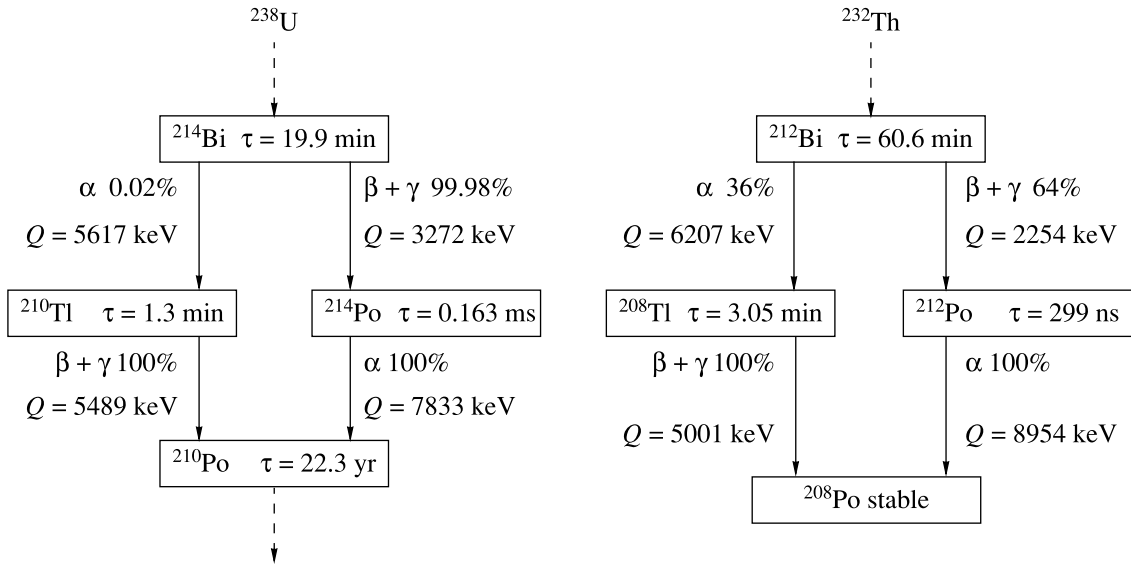 ²³⁸U
²¹⁴Bi τ = 19.9 min
α 0.02%
β + γ 99.98%
Q = 5617 keV
Q = 3272 keV
²¹⁰Tl τ = 1.3 min
²¹⁴Po τ = 0.163 ms
β + γ 100%
α 100%
Q = 5489 keV
Q = 7833 keV
²¹⁰Po τ = 22.3 yr
²³²Th
²¹²Bi τ = 60.6 min
α 36%
β + γ 64%
Q = 6207 keV
Q = 2254 keV
²⁰⁸Tl τ = 3.05 min
²¹²Po τ = 299 ns
β + γ 100%
α 100%
Q = 5001 keV
Q = 8954 keV
²⁰⁸Po stable